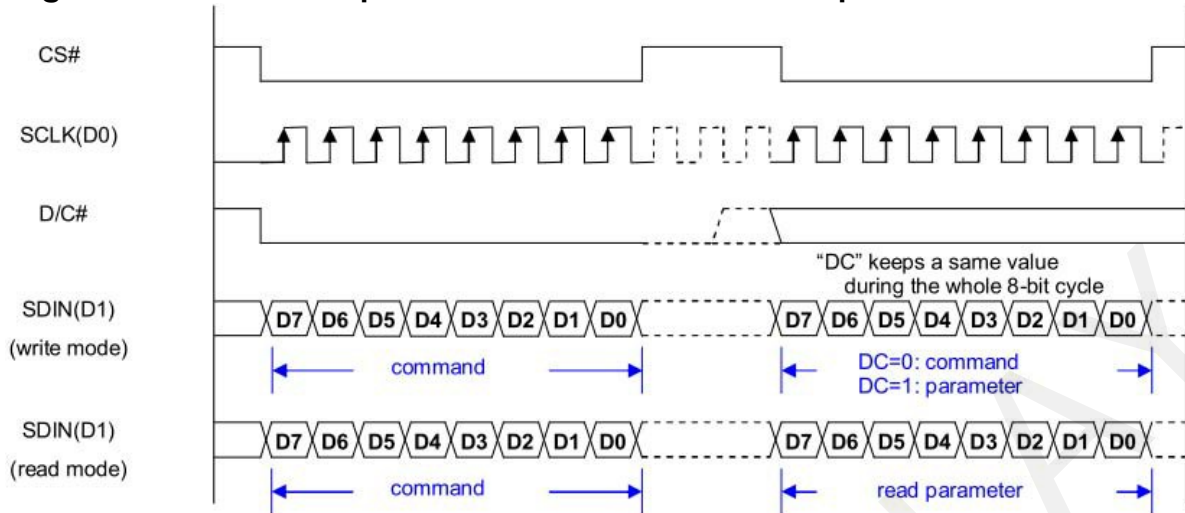 CS#
SCLK(D0)
D/C#
"DC" keeps a same value
during the whole 8-bit cycle
SDIN(D1)
(write mode)
D7 D6 D5 D4 D3 D2 D1 D0 D7 D6 D5 D4 D3 D2 D1 D0
command
DC=0: command
DC=1: parameter
SDIN(D1)
(read mode)
D7 D6 D5 D4 D3 D2 D1 D0 D7 D6 D5 D4 D3 D2 D1 D0
command
read parameter